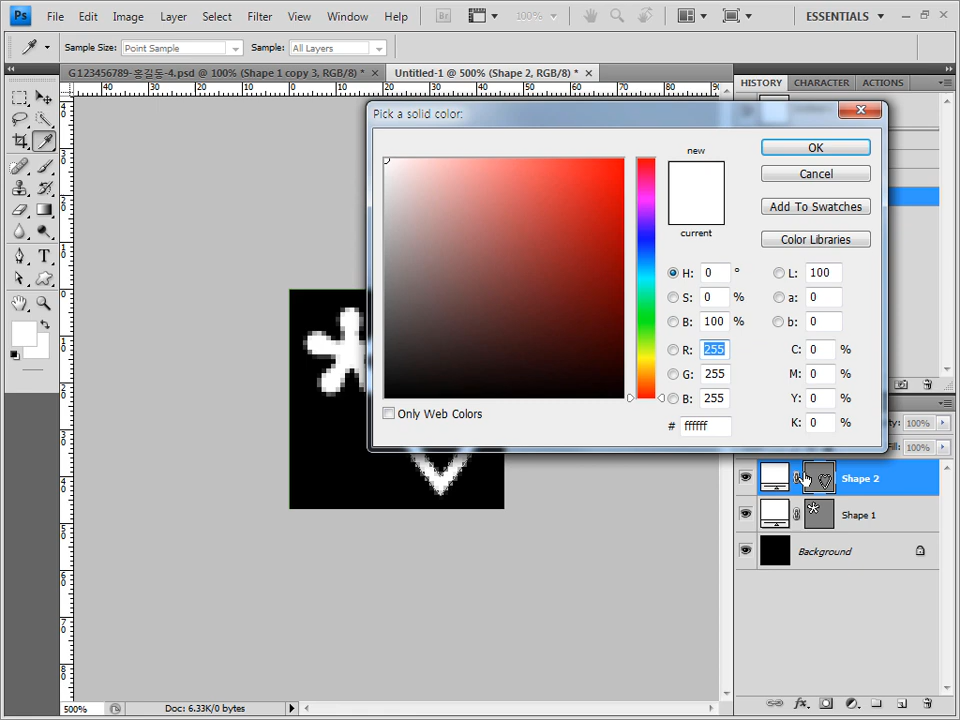 Ps File Edit Image Layer Select Filter View Window Help Br 100% ESSENTIALS
Sample Size: Point Sample Sample: All Layers
G123456789-홍길동-4.psd @ 100% (Shape 1 copy 3, RGB/8) * × Untitled-1 @ 500% (Shape 2, RGB/8) * × HISTORY CHARACTER ACTIONS
Pick a solid color:
new
current
OK
Cancel
Add To Swatches
Color Libraries
H: 0 ° L: 100
S: 0 % a: 0
B: 100 % b: 0
R: 255 C: 0 %
G: 255 M: 0 %
B: 255 Y: 0 %
# ffffff K: 0 %
Only Web Colors
100%
Fill: 100%
Shape 2
Shape 1
Background
500% Doc: 6.33K/0 bytes